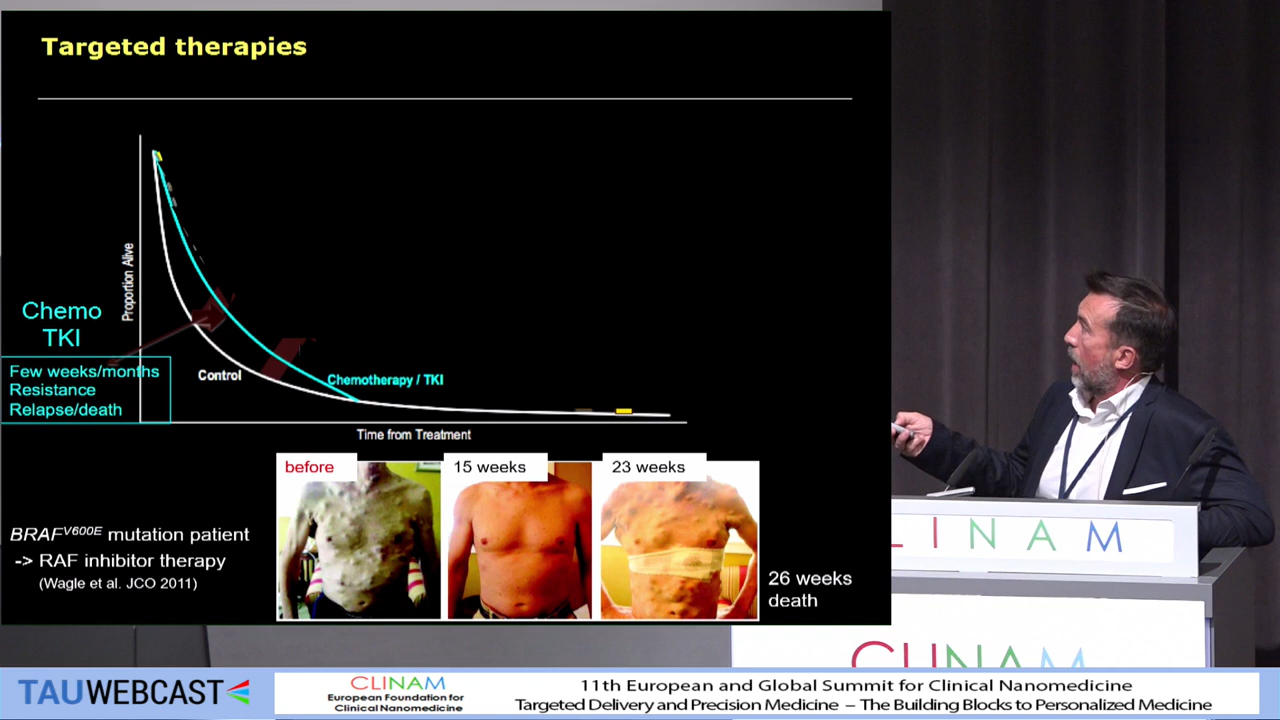 Targeted therapies
Proportion Alive
Chemo
TKI
Few weeks/months
Resistance
Relapse/death
Control
Chemotherapy / TKI
Time from Treatment
before
15 weeks
23 weeks
BRAFV600E mutation patient
-> RAF inhibitor therapy
(Wagle et al. JCO 2011)
26 weeks
death
LINAM
CLINAM
TAUWEBCAST
CLINAM
European Foundation for
Clinical Nanomedicine
11th European and Global Summit for Clinical Nanomedicine
Targeted Delivery and Precision Medicine – The Building Blocks to Personalized Medicine